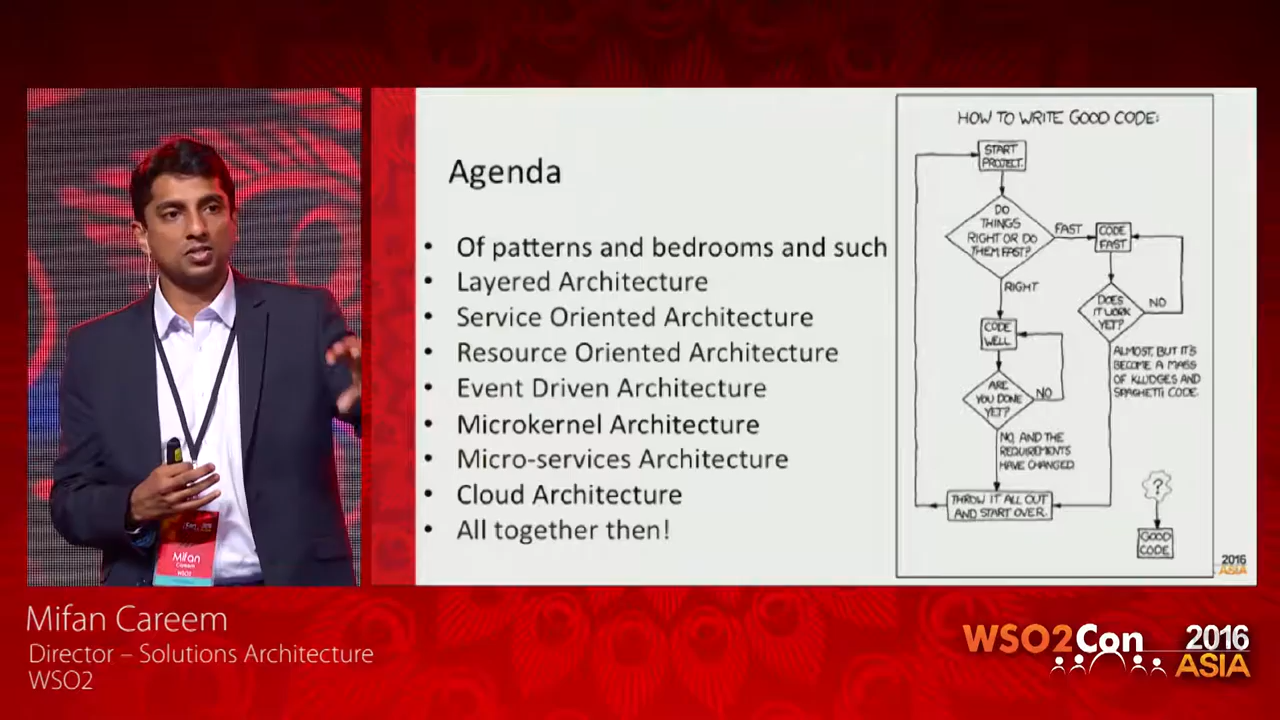 Agenda
• Of patterns and bedrooms and such
• Layered Architecture
• Service Oriented Architecture
• Resource Oriented Architecture
• Event Driven Architecture
• Microkernel Architecture
• Micro-services Architecture
• Cloud Architecture
• All together then!
HOW TO WRITE GOOD CODE:
START
PROJECT.
DO
THINGS
RIGHT OR DO
THEM FAST?
FAST
CODE
FAST
RIGHT
DOES
IT WORK
YET?
NO
CODE
WELL
ALMOST, BUT IT'S
BECOME A MASS
OF KLUDGES AND
SPAGHETTI CODE.
ARE
YOU DONE
YET?
NO
NO, AND THE
REQUIREMENTS
HAVE CHANGED.
THROW IT ALL OUT
AND START OVER.
?
GOOD
CODE
2016
ASIA
Con 2016
ASIA
Mifan
Careem
WSO2
Mifan Careem
Director – Solutions Architecture
WSO2
WSO2Con 2016
ASIA